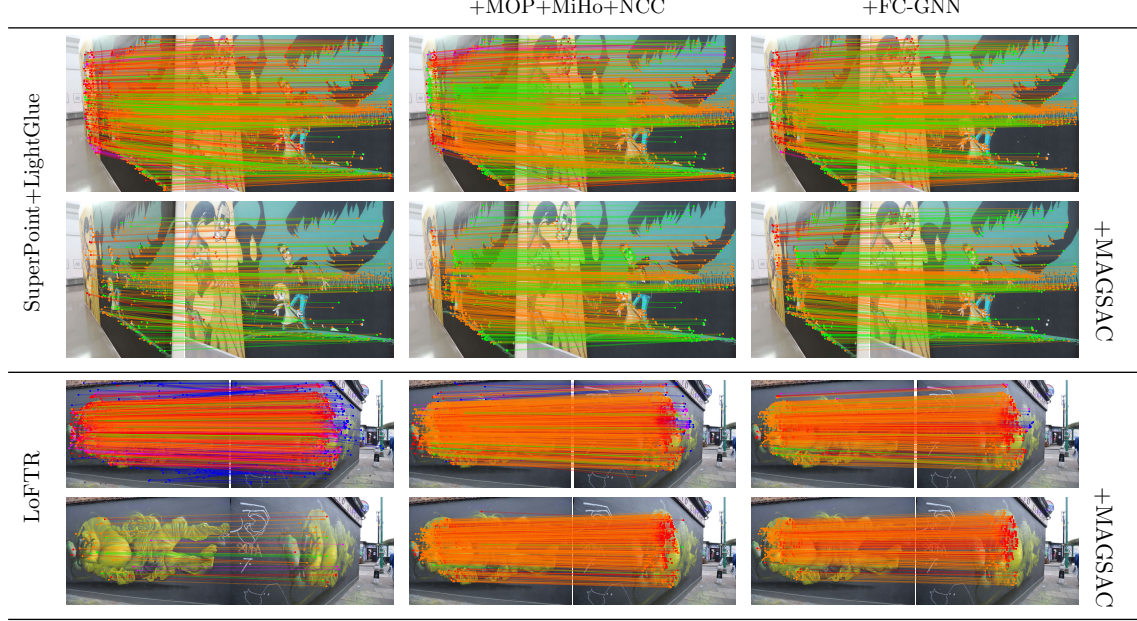 +MOP+MiHo+NCC
+FC-GNN
SuperPoint+LightGlue
+MAGSAC
LoFTR
+MAGSAC